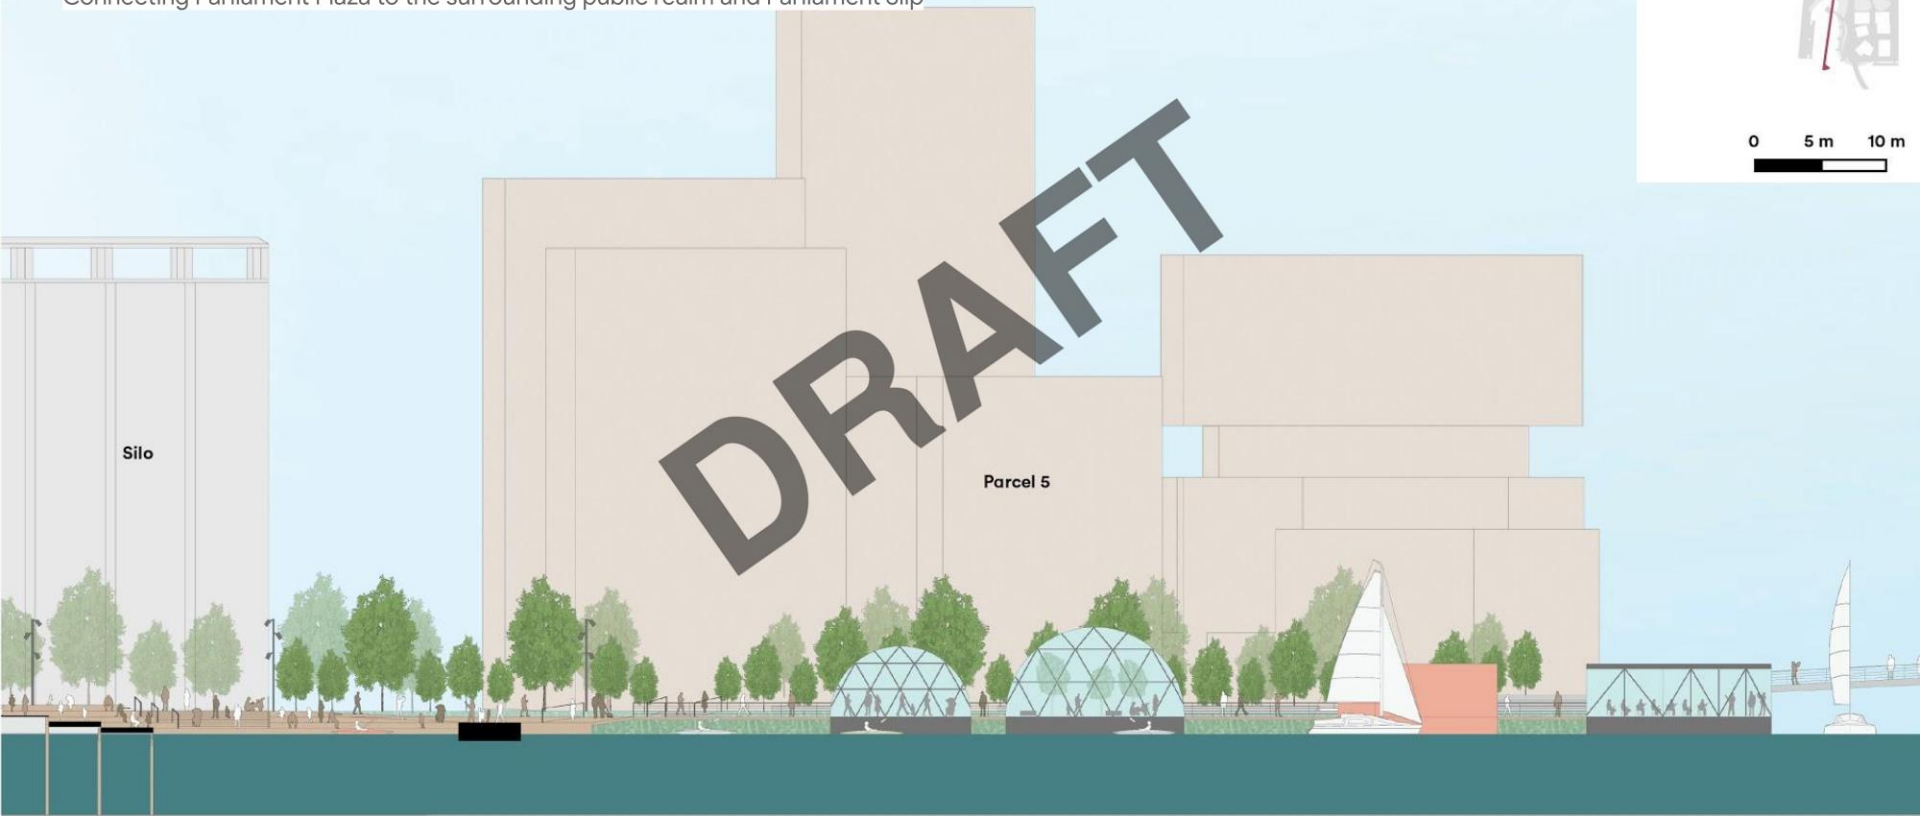 Connecting Parliament Plaza to the surrounding public realm and Parliament Slip
0 5 m 10 m
DRAFT
Silo
Parcel 5